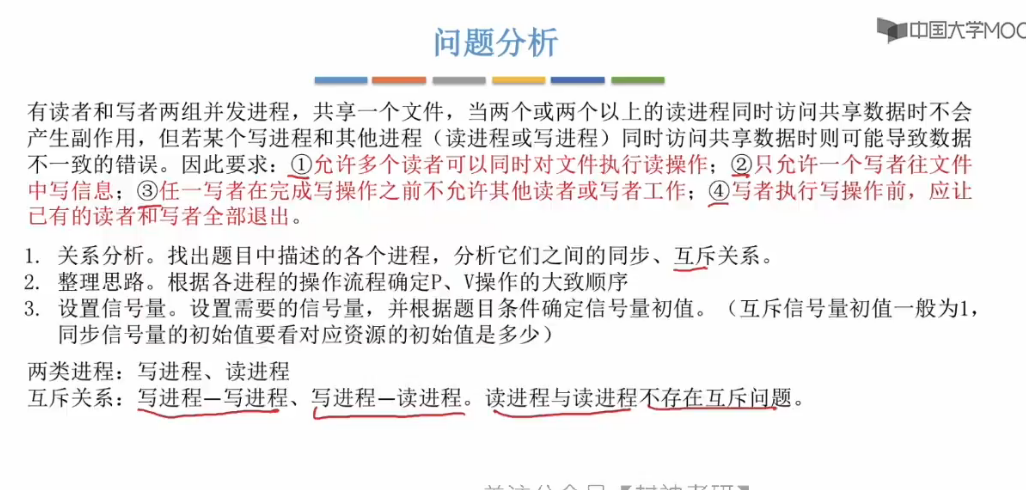 中国大学MOO
问题分析
有读者和写者两组并发进程，共享一个文件，当两个或两个以上的读进程同时访问共享数据时不会
产生副作用，但若某个写进程和其他进程（读进程或写进程）同时访问共享数据时则可能导致数据
不一致的错误。因此要求：①允许多个读者可以同时对文件执行读操作；②只允许一个写者往文件
中写信息；③任一写者在完成写操作之前不允许其他读者或写者工作；④写者执行写操作前，应让
已有的读者和写者全部退出。
1. 关系分析。找出题目中描述的各个进程，分析它们之间的同步、互斥关系。
2. 整理思路。根据各进程的操作流程确定P、V操作的大致顺序
3. 设置信号量。设置需要的信号量，并根据题目条件确定信号量初值。（互斥信号量初值一般为1，
同步信号量的初始值要看对应资源的初始值是多少）
两类进程：写进程、读进程
互斥关系：写进程—写进程、写进程—读进程。读进程与读进程不存在互斥问题。